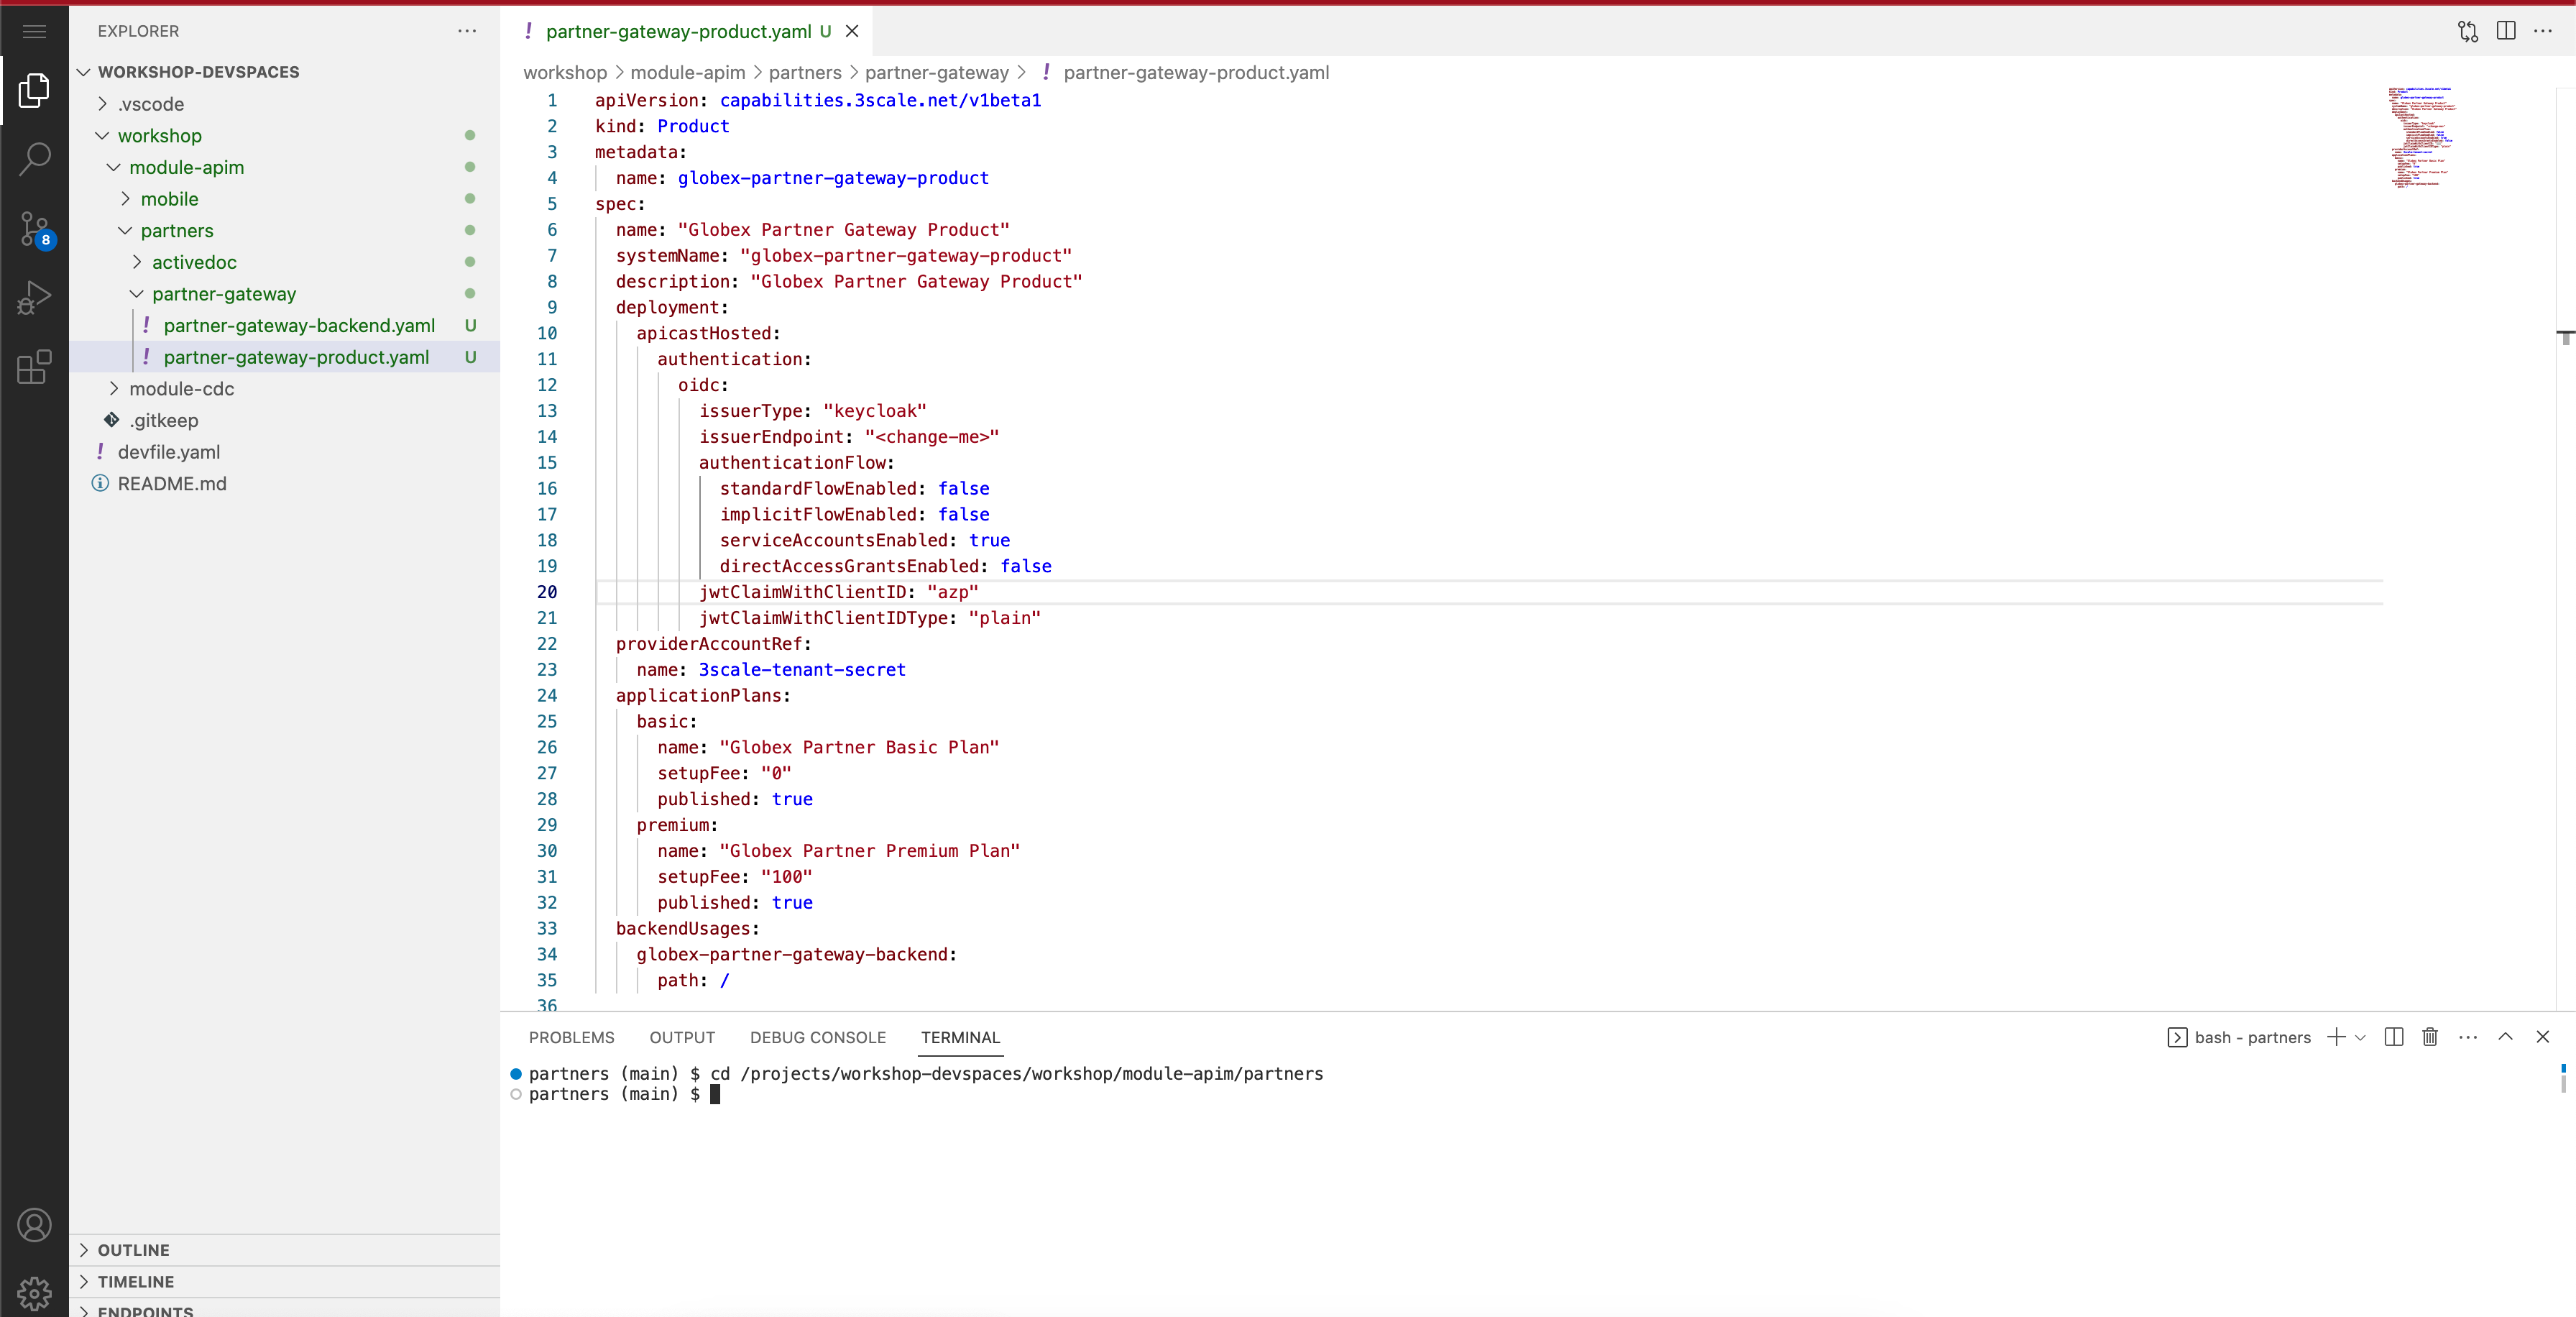 EXPLORER
WORKSHOP-DEVSPACES
.vscode
workshop
module-apim
mobile
partners
activedoc
partner-gateway
! partner-gateway-backend.yaml U
! partner-gateway-product.yaml U
module-cdc
.gitkeep
! devfile.yaml
README.md
8
OUTLINE
TIMELINE
ENDPOINTS
! partner-gateway-product.yaml U
workshop > module-apim > partners > partner-gateway > ! partner-gateway-product.yaml
1 apiVersion: capabilities.3scale.net/v1beta1
2 kind: Product
3 metadata:
4 name: globex-partner-gateway-product
5 spec:
6 name: "Globex Partner Gateway Product"
7 systemName: "globex-partner-gateway-product"
8 description: "Globex Partner Gateway Product"
9 deployment:
10 apicastHosted:
11 authentication:
12 oidc:
13 issuerType: "keycloak"
14 issuerEndpoint: "<change-me>"
15 authenticationFlow:
16 standardFlowEnabled: false
17 implicitFlowEnabled: false
18 serviceAccountsEnabled: true
19 directAccessGrantsEnabled: false
20 jwtClaimWithClientID: "azp"
21 jwtClaimWithClientIDType: "plain"
22 providerAccountRef:
23 name: 3scale-tenant-secret
24 applicationPlans:
25 basic:
26 name: "Globex Partner Basic Plan"
27 setupFee: "0"
28 published: true
29 premium:
30 name: "Globex Partner Premium Plan"
31 setupFee: "100"
32 published: true
33 backendUsages:
34 globex-partner-gateway-backend:
35 path: /
36
PROBLEMS OUTPUT DEBUG CONSOLE TERMINAL bash - partners
partners (main) $ cd /projects/workshop-devspaces/workshop/module-apim/partners
partners (main) $